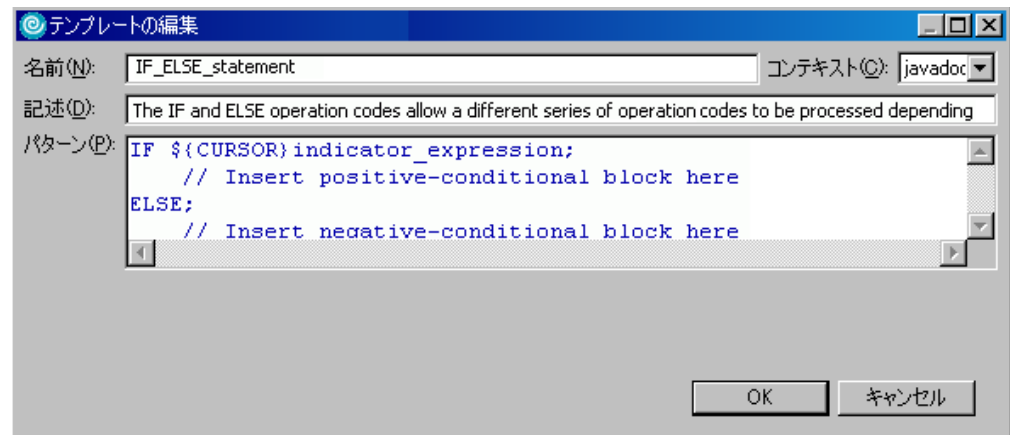 テンプレートの編集
名前(N): IF_ELSE_statement コンテキスト(C): javadoc
記述(D): The IF and ELSE operation codes allow a different series of operation codes to be processed depending
パターン(P): IF ${CURSOR}indicator_expression;
// Insert positive-conditional block here
ELSE;
// Insert negative-conditional block here
OK キャンセル